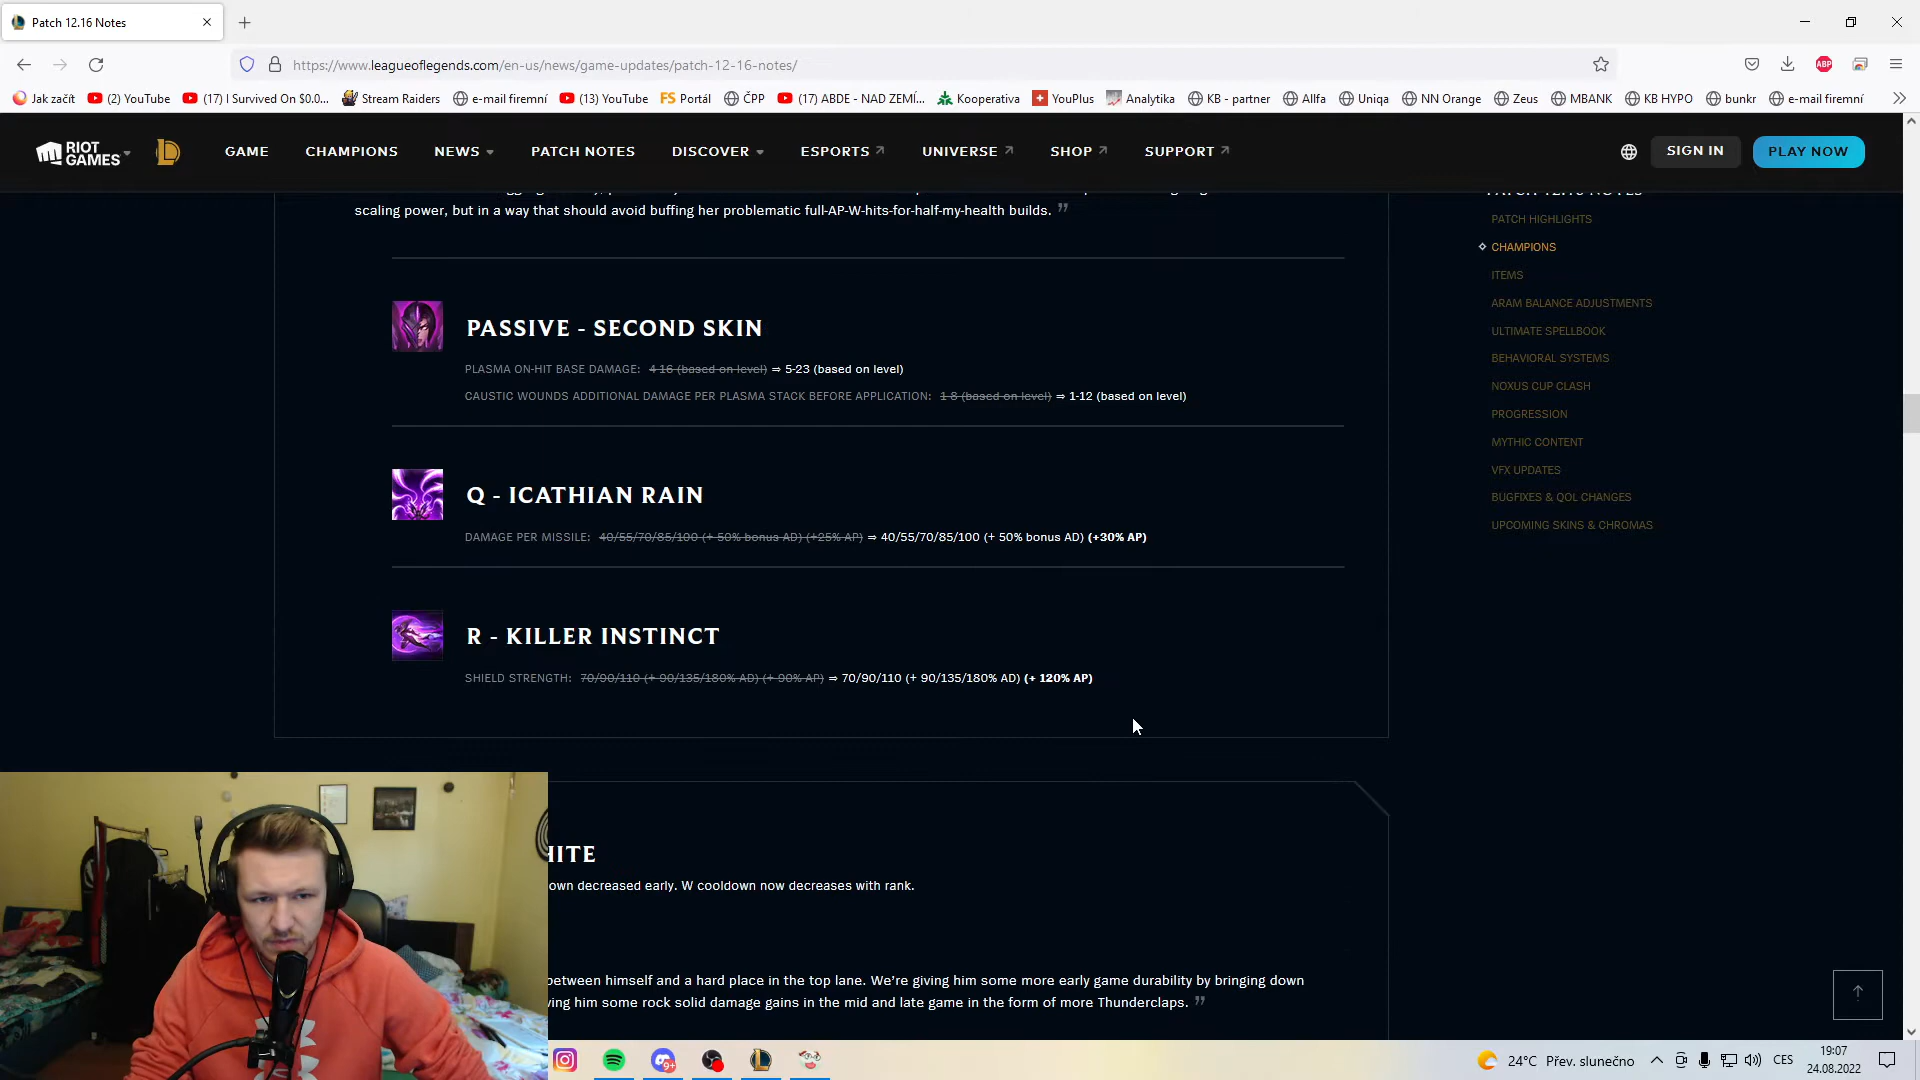 Patch 12.16 Notes
https://www.leagueoflegends.com/en-us/news/game-updates/patch-12-16-notes/
ABP
Jak začít
(2) YouTube
(17) I Survived On $0.0...
Stream Raiders
e-mail firemní
(13) YouTube
FS Portál
ČPP
(17) ABDE - NAD ZEMÍ...
Kooperativa
YouPlus
Analytika
KB - partner
Allfa
Uniqa
NN Orange
Zeus
MBANK
KB HYPO
bunkr
e-mail firemní
RIOT GAMES
GAME
CHAMPIONS
NEWS
PATCH NOTES
DISCOVER
ESPORTS
UNIVERSE
SHOP
SUPPORT
SIGN IN
PLAY NOW
scaling power, but in a way that should avoid buffing her problematic full-AP-W-hits-for-half-my-health builds. ”
PASSIVE - SECOND SKIN
PLASMA ON-HIT BASE DAMAGE: 4-16 (based on level) ⇒ 5-23 (based on level)
CAUSTIC WOUNDS ADDITIONAL DAMAGE PER PLASMA STACK BEFORE APPLICATION: 1-8 (based on level) ⇒ 1-12 (based on level)
Q - ICATHIAN RAIN
DAMAGE PER MISSILE: 40/55/70/85/100 (+ 50% bonus AD) (+25% AP) ⇒ 40/55/70/85/100 (+ 50% bonus AD) (+30% AP)
R - KILLER INSTINCT
SHIELD STRENGTH: 70/90/110 (+ 90/135/180% AD) (+ 90% AP) ⇒ 70/90/110 (+ 90/135/180% AD) (+ 120% AP)
HITE
own decreased early. W cooldown now decreases with rank.
between himself and a hard place in the top lane. We’re giving him some more early game durability by bringing down
ving him some rock solid damage gains in the mid and late game in the form of more Thunderclaps. ”
PATCH 12.16 NOTES
PATCH HIGHLIGHTS
CHAMPIONS
ITEMS
ARAM BALANCE ADJUSTMENTS
ULTIMATE SPELLBOOK
BEHAVIORAL SYSTEMS
NOXUS CUP CLASH
PROGRESSION
MYTHIC CONTENT
VFX UPDATES
BUGFIXES & QOL CHANGES
UPCOMING SKINS & CHROMAS
9+
24°C Přev. slunečno
CES
19:07
24.08.2022